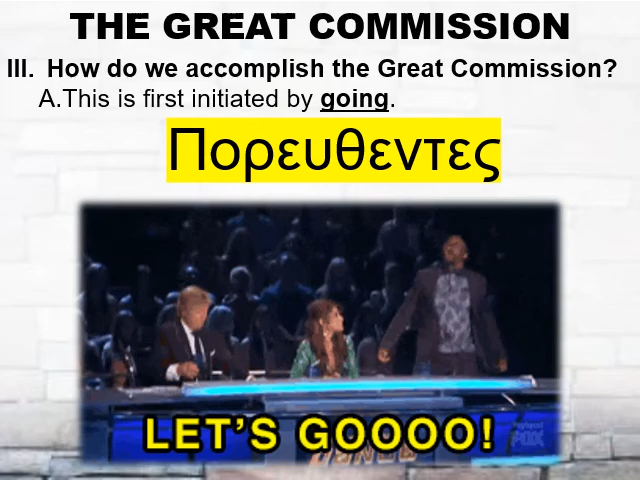 THE GREAT COMMISSION
III. How do we accomplish the Great Commission?
A.This is first initiated by going.
Πορευθεντες
LET'S GOOOO!
FOX